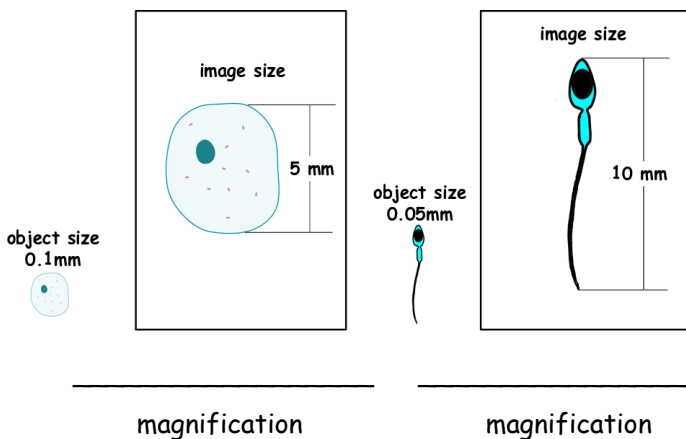 image size
5 mm
object size
0.1mm
image size
10 mm
object size
0.05mm
magnification
magnification